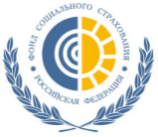 ФОНД СОЦИАЛЬНОГО СТРАХОВАНИЯ
РОССИЙСКАЯ ФЕДЕРАЦИЯ